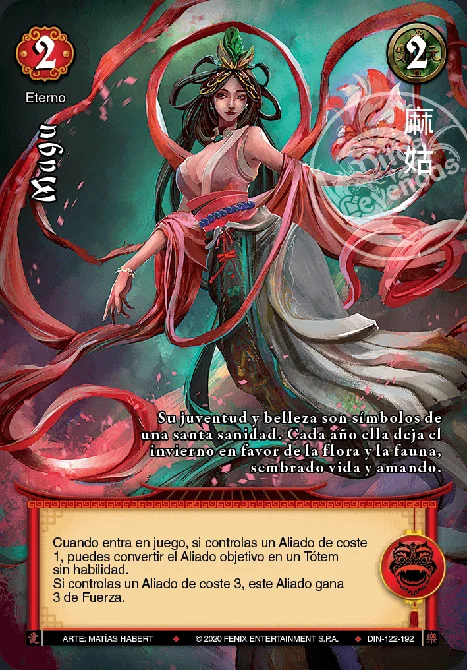 2
2
Eterno
Magu
麻姑
Su juventud y belleza son símbolos de
una santa sanidad. Cada año ella deja el
invierno en favor de la flora y la fauna,
sembrado vida y amando.
Cuando entra en juego, si controlas un Aliado de coste
1, puedes convertir el Aliado objetivo en un Tótem
sin habilidad.
Si controlas un Aliado de coste 3, este Aliado gana
3 de Fuerza.
ARTE: MATÍAS HABERT ◆ © 2020 FENIX ENTERTAINMENT S.P.A. ◆ DIN-122-192